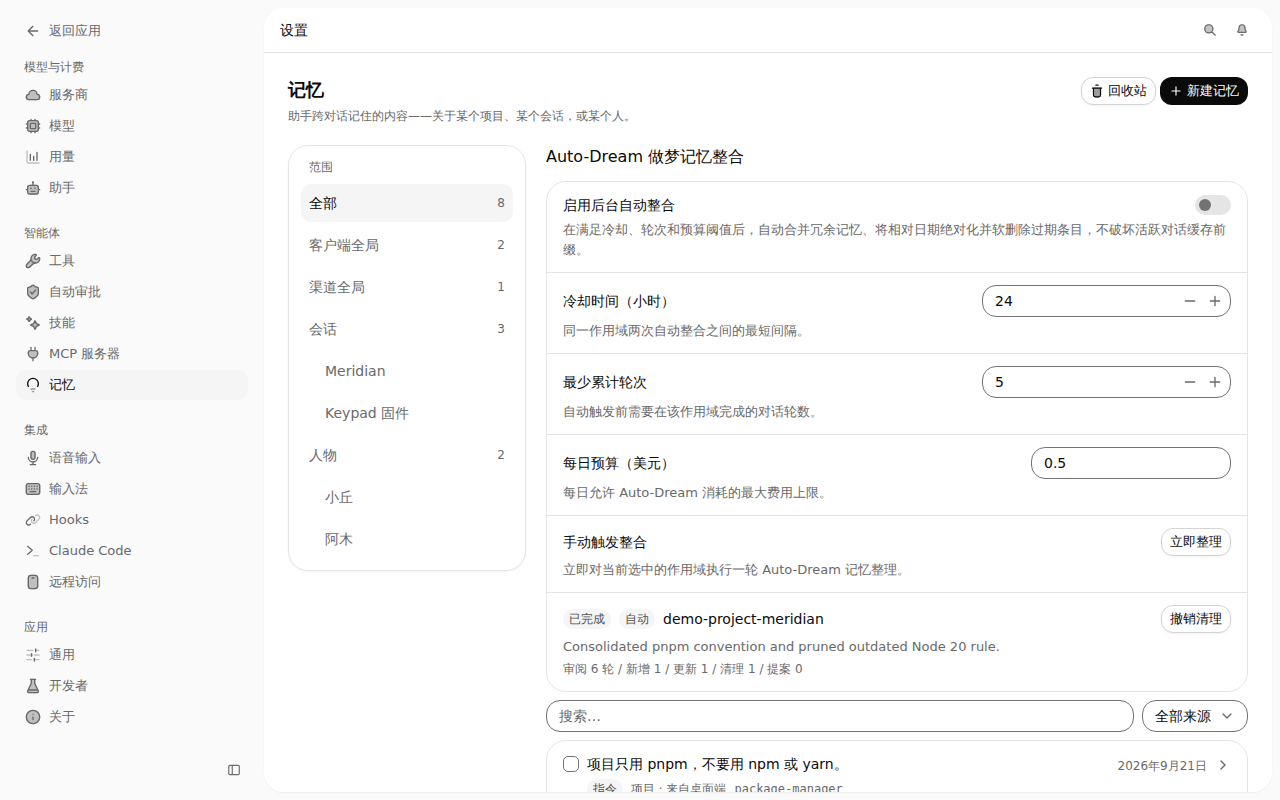 返回应用
模型与计费
服务商
模型
用量
助手
智能体
工具
自动审批
技能
MCP 服务器
记忆
集成
语音输入
输入法
Hooks
Claude Code
远程访问
应用
通用
开发者
关于
设置
记忆
助手跨对话记住的内容——关于某个项目、某个会话，或某个人。
回收站
新建记忆
范围
全部 8
客户端全局 2
渠道全局 1
会话 3
Meridian
Keypad 固件
人物 2
小丘
阿木
Auto-Dream 做梦记忆整合
启用后台自动整合
在满足冷却、轮次和预算阈值后，自动合并冗余记忆、将相对日期绝对化并软删除过期条目，不破坏活跃对话缓存前
缀。
冷却时间（小时）
24
同一作用域两次自动整合之间的最短间隔。
最少累计轮次
5
自动触发前需要在该作用域完成的对话轮数。
每日预算（美元）
0.5
每日允许 Auto-Dream 消耗的最大费用上限。
手动触发整合
立即整理
立即对当前选中的作用域执行一轮 Auto-Dream 记忆整理。
已完成 自动 demo-project-meridian
撤销清理
Consolidated pnpm convention and pruned outdated Node 20 rule.
审阅 6 轮 / 新增 1 / 更新 1 / 清理 1 / 提案 0
搜索…
全部来源
项目只用 pnpm，不要用 npm 或 yarn。
2026年9月21日
指令 项目 · 来自桌面端 package-manager